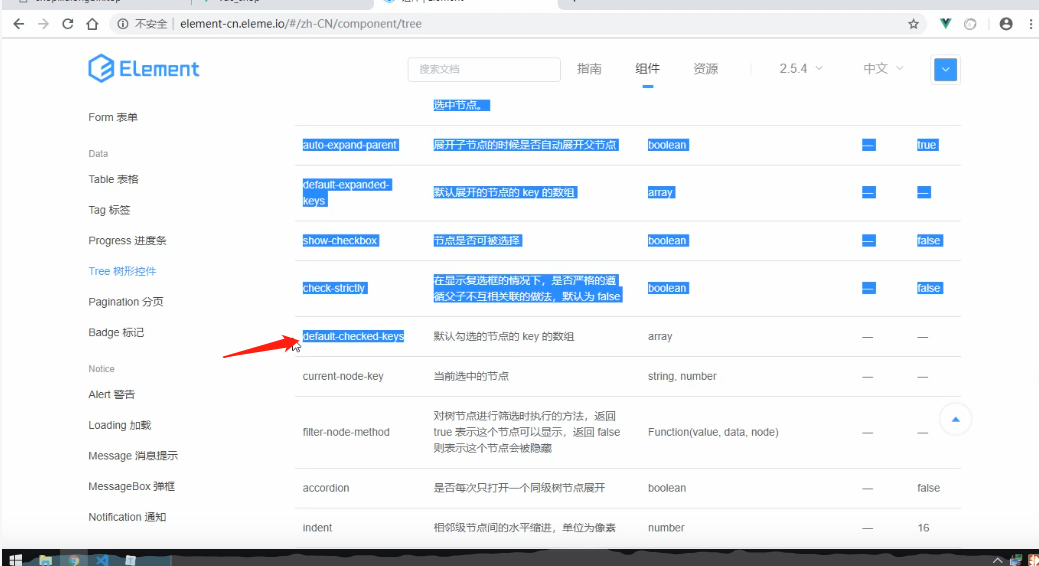 不安全 element-cn.eleme.io/#/zh-CN/component/tree
Element
搜索文档
指南
组件
资源
2.5.4
中文
Form 表单
Data
Table 表格
Tag 标签
Progress 进度条
Tree 树形控件
Pagination 分页
Badge 标记
Notice
Alert 警告
Loading 加载
Message 消息提示
MessageBox 弹框
Notification 通知
选中节点。
auto-expand-parent 展开子节点的时候是否自动展开父节点 boolean — true
default-expanded-
keys
默认展开的节点的 key 的数组 array — —
show-checkbox 节点是否可被选择 boolean — false
check-strictly
在显示复选框的情况下，是否严格的遵
循父子不互相关联的做法，默认为 false
boolean — false
default-checked-keys 默认勾选的节点的 key 的数组 array — —
current-node-key 当前选中的节点 string, number — —
filter-node-method
对树节点进行筛选时执行的方法，返回
true 表示这个节点可以显示，返回 false
则表示这个节点会被隐藏
Function(value, data, node) — —
accordion 是否每次只打开一个同级树节点展开 boolean — false
indent 相邻级节点间的水平缩进，单位为像素 number — 16